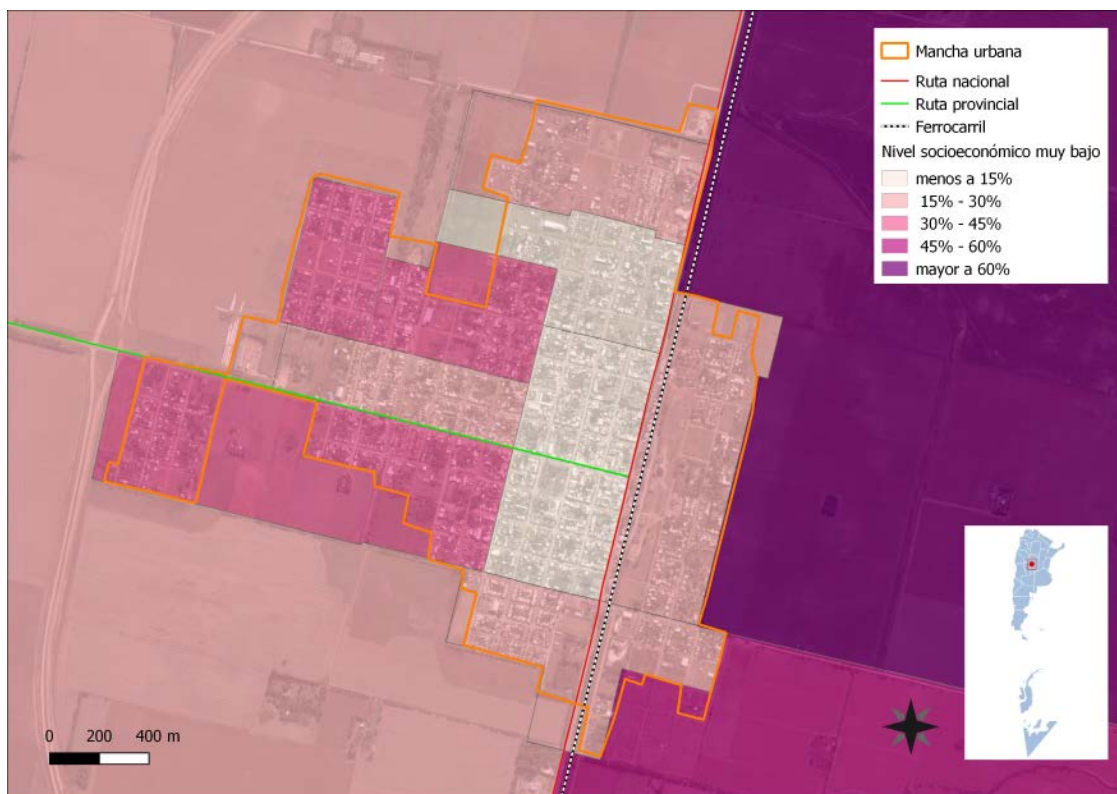 Mancha urbana
Ruta nacional
Ruta provincial
Ferrocarril
Nivel socioeconómico muy bajo
menos a 15%
15% - 30%
30% - 45%
45% - 60%
mayor a 60%
0 200 400 m